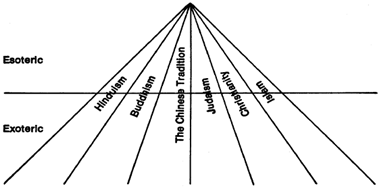 Esoteric
Exoteric
Hinduism
Buddhism
The Chinese Tradition
Judaism
Christianity
Islam